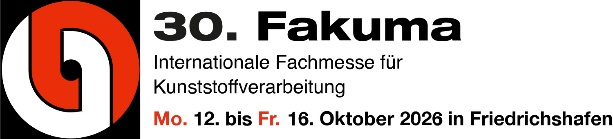 30. Fakuma
Internationale Fachmesse für
Kunststoffverarbeitung
Mo. 12. bis Fr. 16. Oktober 2026 in Friedrichshafen